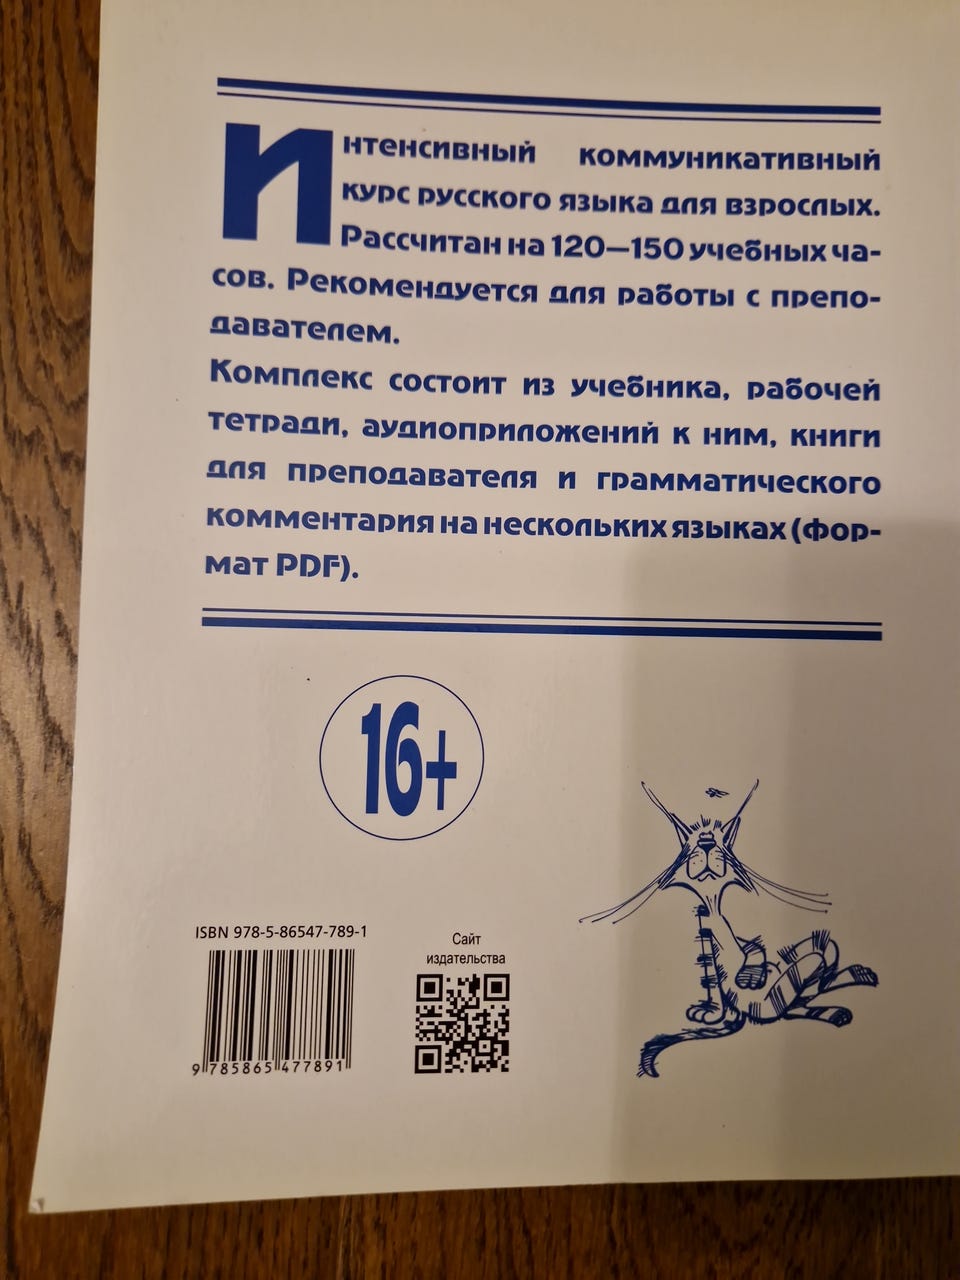 Интенсивный коммуникативный
курс русского языка для взрослых.
Рассчитан на 120—150 учебных ча-
сов. Рекомендуется для работы с препо-
давателем.
Комплекс состоит из учебника, рабочей
тетради, аудиоприложений к ним, книги
для преподавателя и грамматического
комментария на нескольких языках (фор-
мат PDF).
16+
ISBN 978-5-86547-789-1
9 785865 477891
Сайт
издательства